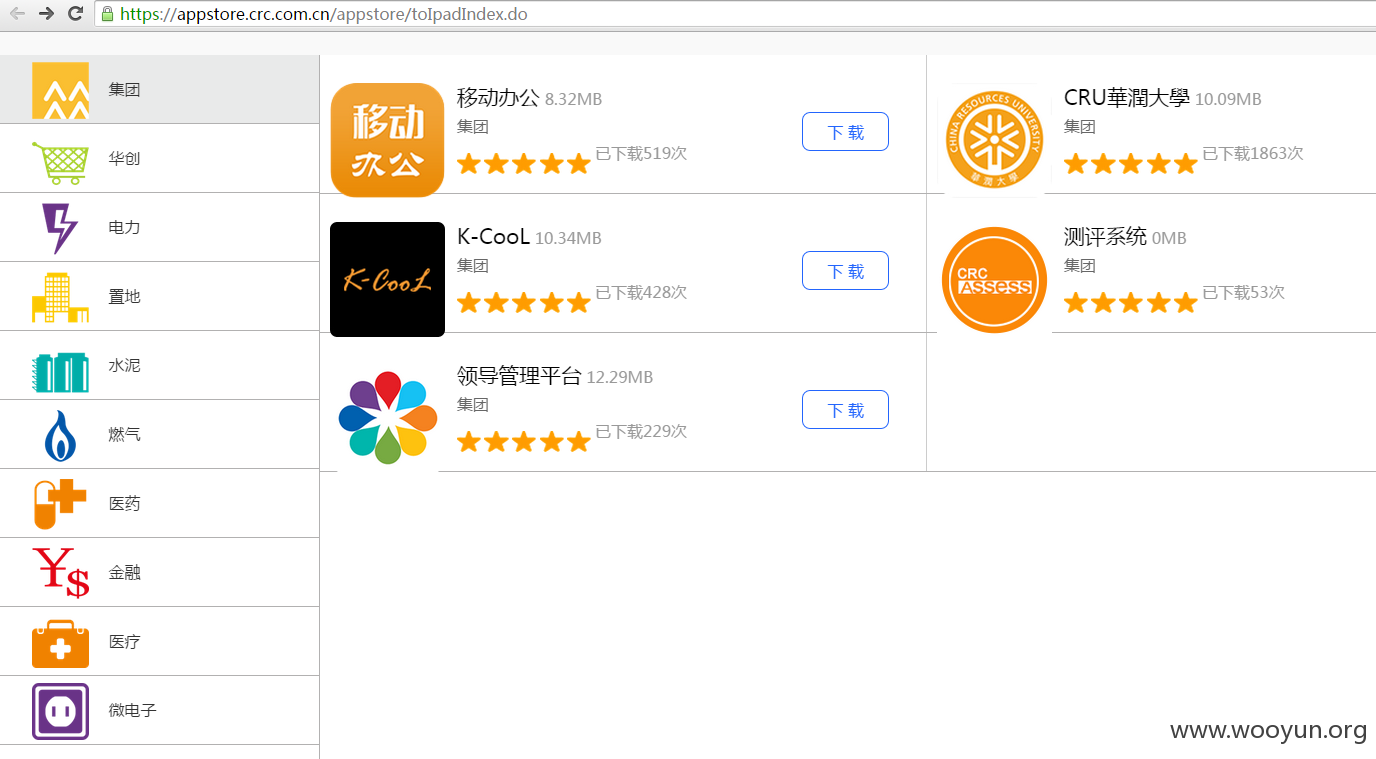 https://appstore.crc.com.cn/appstore/toIpadIndex.do
集团
华创
电力
置地
水泥
燃气
医药
金融
医疗
微电子
移动
办公
移动办公 8.32MB
集团
已下载519次
下 载
CHINA RESOURCES UNIVERSITY
華潤大學
CRU華潤大學 10.09MB
集团
已下载1863次
K-CooL
K-CooL 10.34MB
集团
已下载428次
下 载
CRC
Assess
测评系统 0MB
集团
已下载53次
领导管理平台 12.29MB
集团
已下载229次
下 载
www.wooyun.org